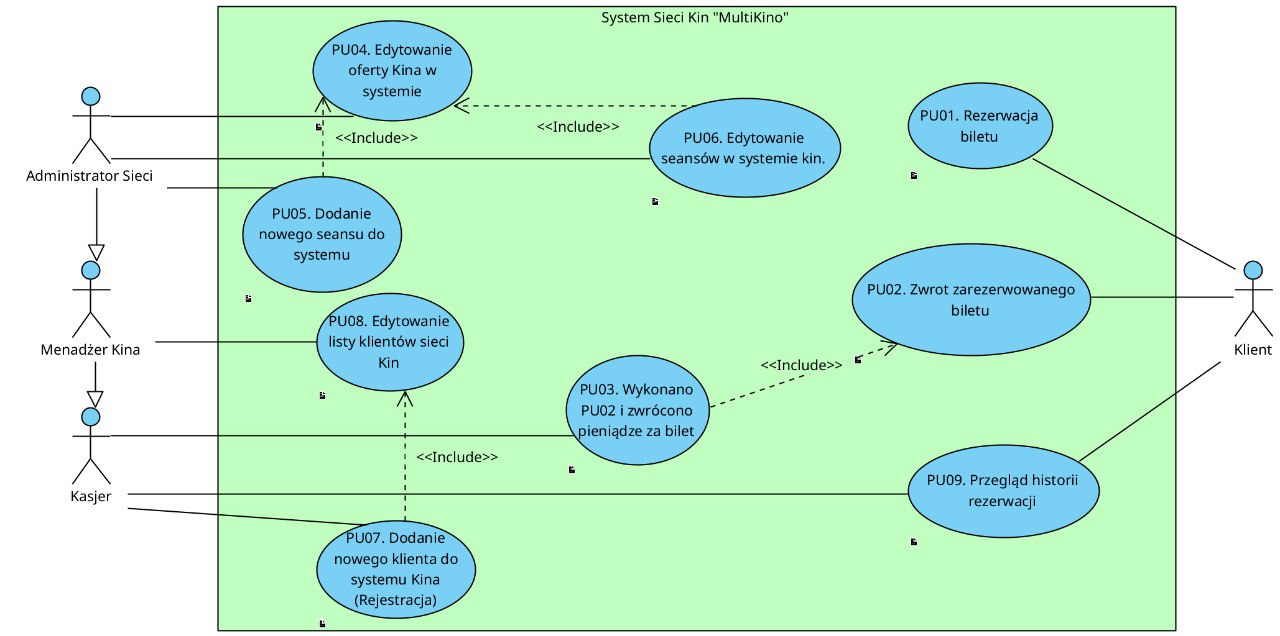 System Sieci Kin "MultiKino"
PU04. Edytowanie
oferty Kina w
systemie
<<Include>>
<<Include>>
PU06. Edytowanie
seansów w systemie kin.
PU01. Rezerwacja
biletu
Administrator Sieci
PU05. Dodanie
nowego seansu do
systemu
PU02. Zwrot zarezerwowanego
biletu
Menadżer Kina
Klient
PU08. Edytowanie
listy klientów sieci
Kin
<<Include>>
PU03. Wykonano
PU02 i zwrócono
pieniądze za bilet
<<Include>>
Kasjer
PU09. Przegląd historii
rezerwacji
PU07. Dodanie
nowego klienta do
systemu Kina
(Rejestracja)